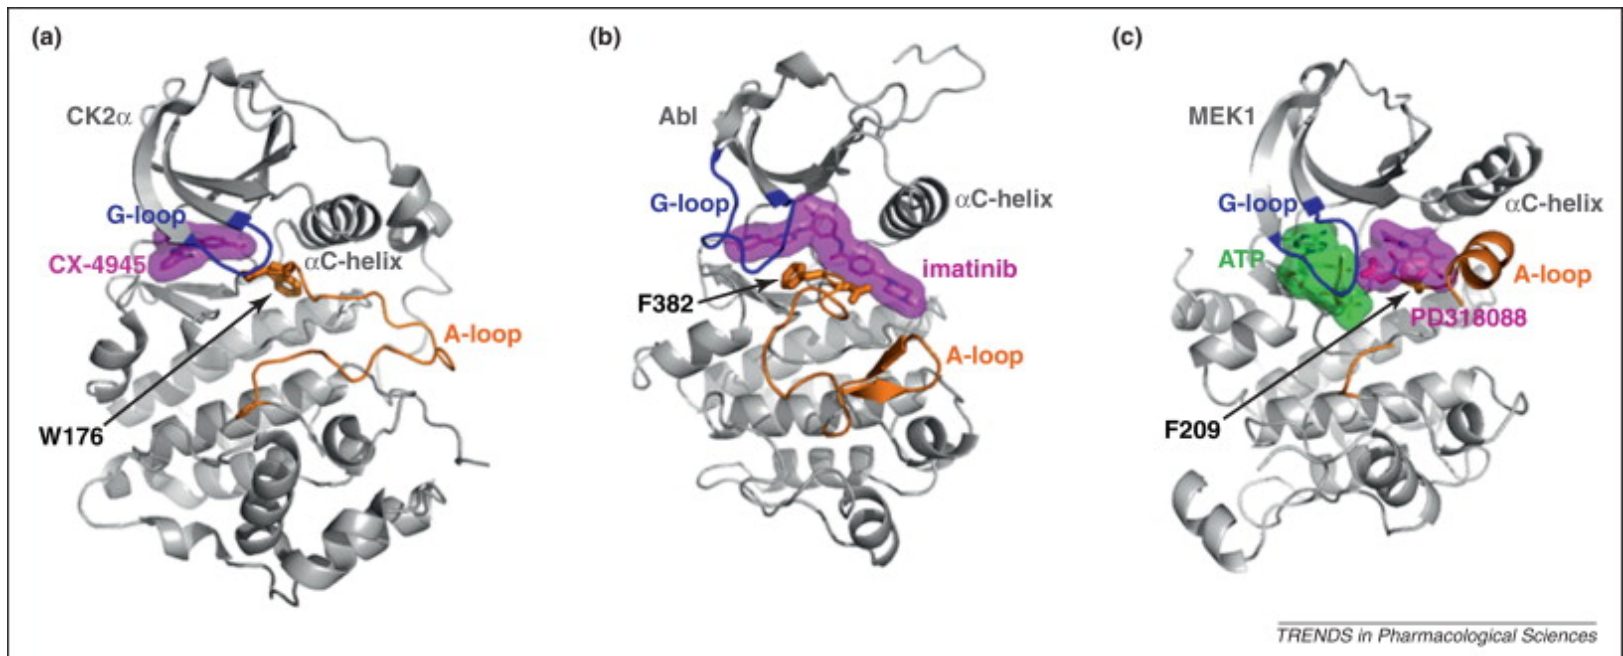 (a)
CK2α
G-loop
CX-4945
αC-helix
A-loop
W176
(b)
Abl
G-loop
αC-helix
imatinib
F382
A-loop
(c)
MEK1
G-loop
αC-helix
ATP
A-loop
PD318088
F209
TRENDS in Pharmacological Sciences